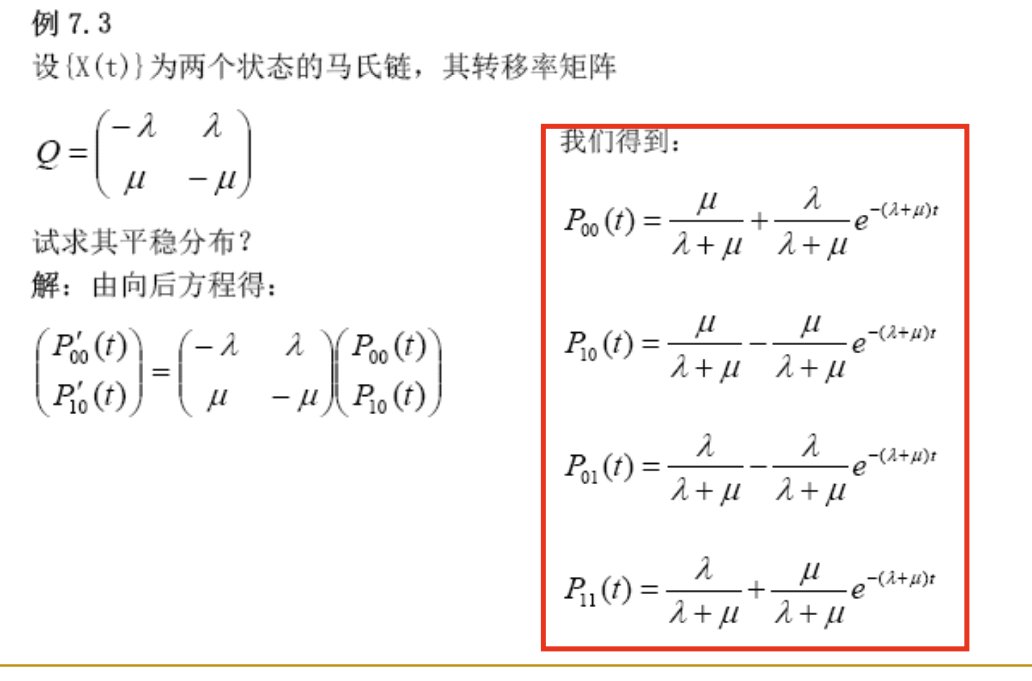 例 7.3
设{X(t)}为两个状态的马氏链，其转移率矩阵
Q = \begin{pmatrix} -\lambda & \lambda \\ \mu & -\mu \end{pmatrix}
试求其平稳分布？
解：由向后方程得：
\begin{pmatrix} P'_{00}(t) \\ P'_{10}(t) \end{pmatrix} = \begin{pmatrix} -\lambda & \lambda \\ \mu & -\mu \end{pmatrix} \begin{pmatrix} P_{00}(t) \\ P_{10}(t) \end{pmatrix}
我们得到：
P_{00}(t) = \frac{\mu}{\lambda+\mu} + \frac{\lambda}{\lambda+\mu} e^{-(\lambda+\mu)t}
P_{10}(t) = \frac{\mu}{\lambda+\mu} - \frac{\mu}{\lambda+\mu} e^{-(\lambda+\mu)t}
P_{01}(t) = \frac{\lambda}{\lambda+\mu} - \frac{\lambda}{\lambda+\mu} e^{-(\lambda+\mu)t}
P_{11}(t) = \frac{\lambda}{\lambda+\mu} + \frac{\mu}{\lambda+\mu} e^{-(\lambda+\mu)t}